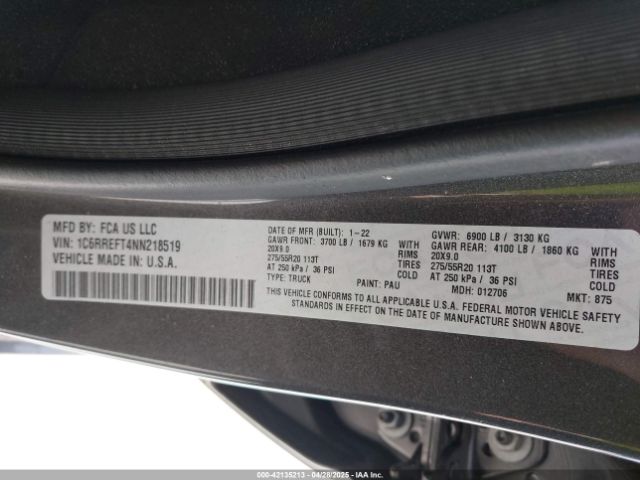 MFD BY: FCA US LLC
VIN: 1C6RREFT4NN218519
VEHICLE MADE IN: U.S.A.
DATE OF MFR (BUILT): 1-22
GAWR FRONT: 3700 LB / 1679 KG WITH
20X9.0 RIMS
275/55R20 113T TIRES
AT 250 kPa / 36 PSI COLD
TYPE: TRUCK PAINT: PAU
GVWR: 6900 LB / 3130 KG
GAWR REAR: 4100 LB / 1860 KG WITH
20X9.0 RIMS
275/55R20 113T TIRES
AT 250 kPa / 36 PSI COLD
MDH: 012706 MKT: 875
THIS VEHICLE CONFORMS TO ALL APPLICABLE U.S.A. FEDERAL MOTOR VEHICLE SAFETY
STANDARDS IN EFFECT ON THE DATE OF MANUFACTURE SHOWN ABOVE.
000-42135213 - 04/28/2025 - IAAI.COM